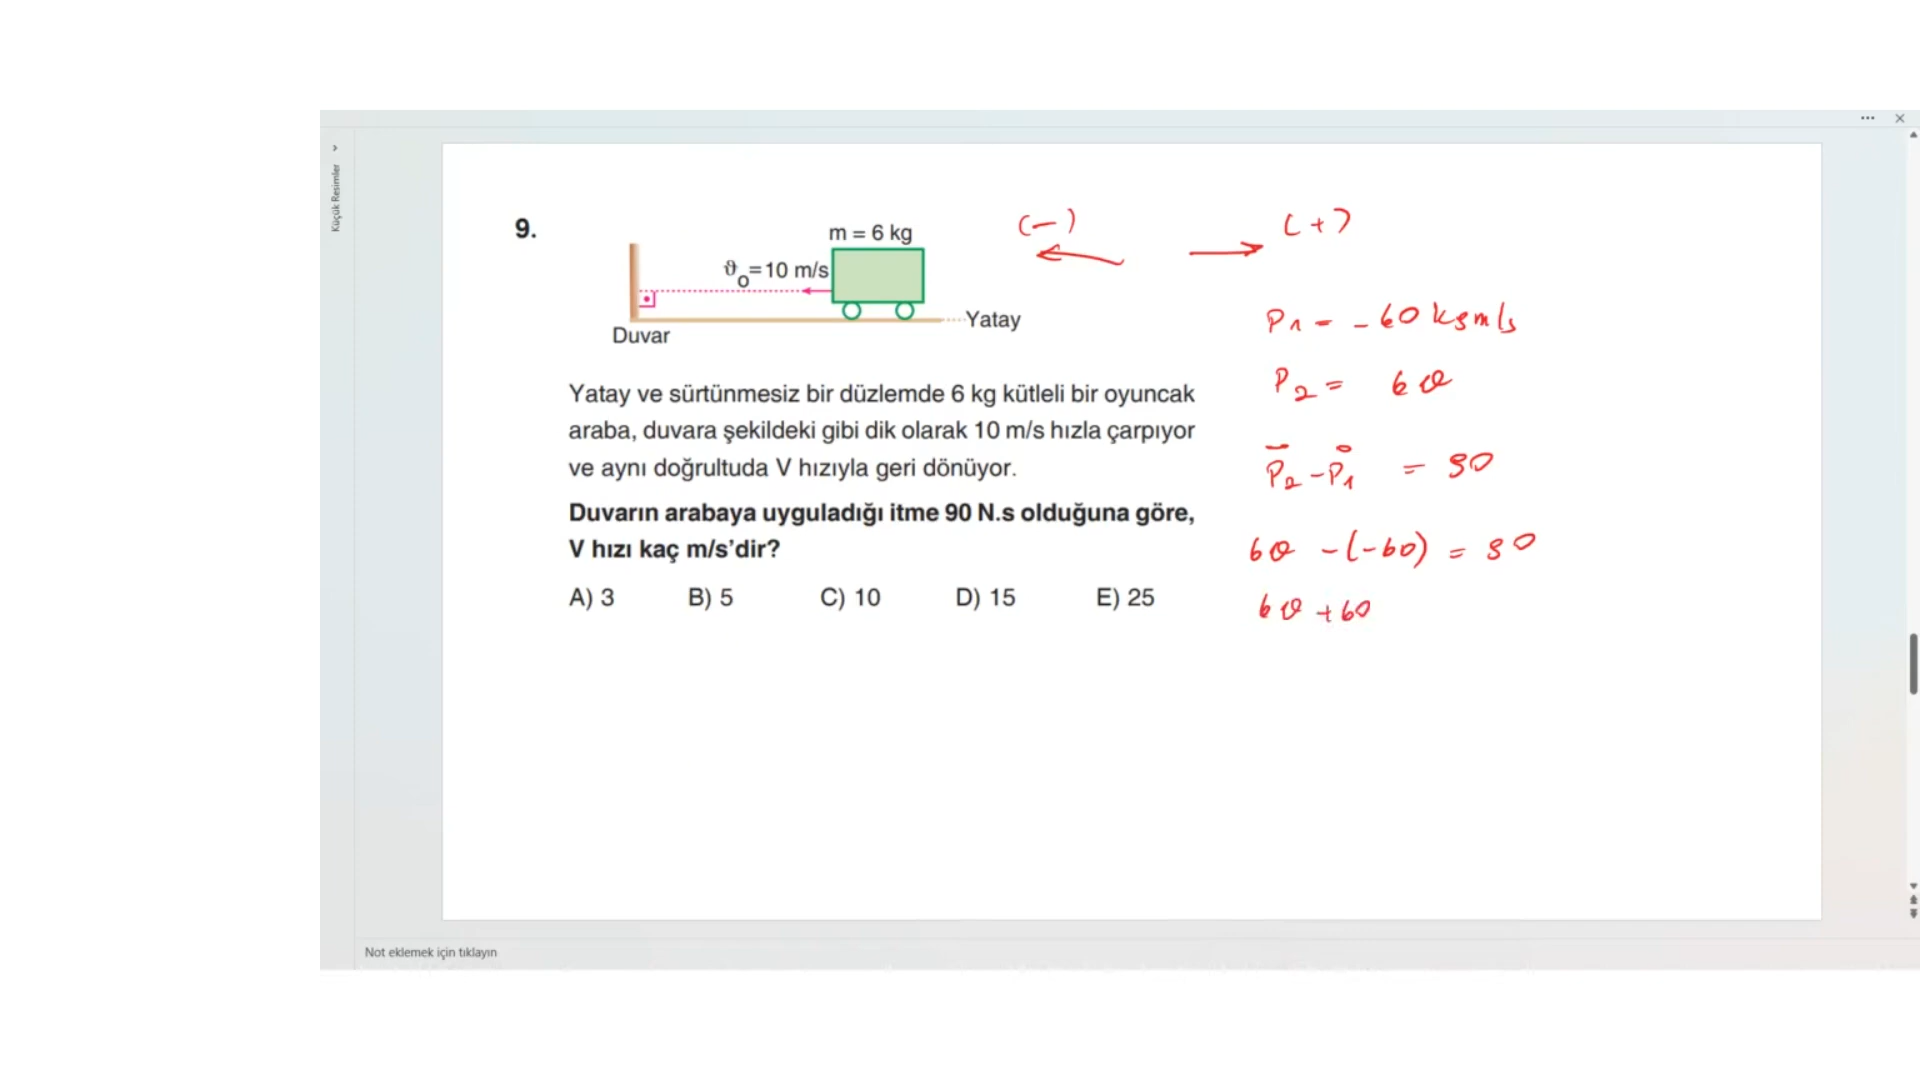 Küçük Resimler
9.
m = 6 kg
(-)
(+)
ϑo=10 m/s
Yatay
Duvar
P1 = -60 kgm/s
P2 = 6ϑ
Yatay ve sürtünmesiz bir düzlemde 6 kg kütleli bir oyuncak
araba, duvara şekildeki gibi dik olarak 10 m/s hızla çarpıyor
ve aynı doğrultuda V hızıyla geri dönüyor.
P2 - P1 = 90
Duvarın arabaya uyguladığı itme 90 N.s olduğuna göre,
V hızı kaç m/s'dir?
6ϑ -(-60) = 90
A) 3 B) 5 C) 10 D) 15 E) 25
6ϑ + 60
Not eklemek için tıklayın